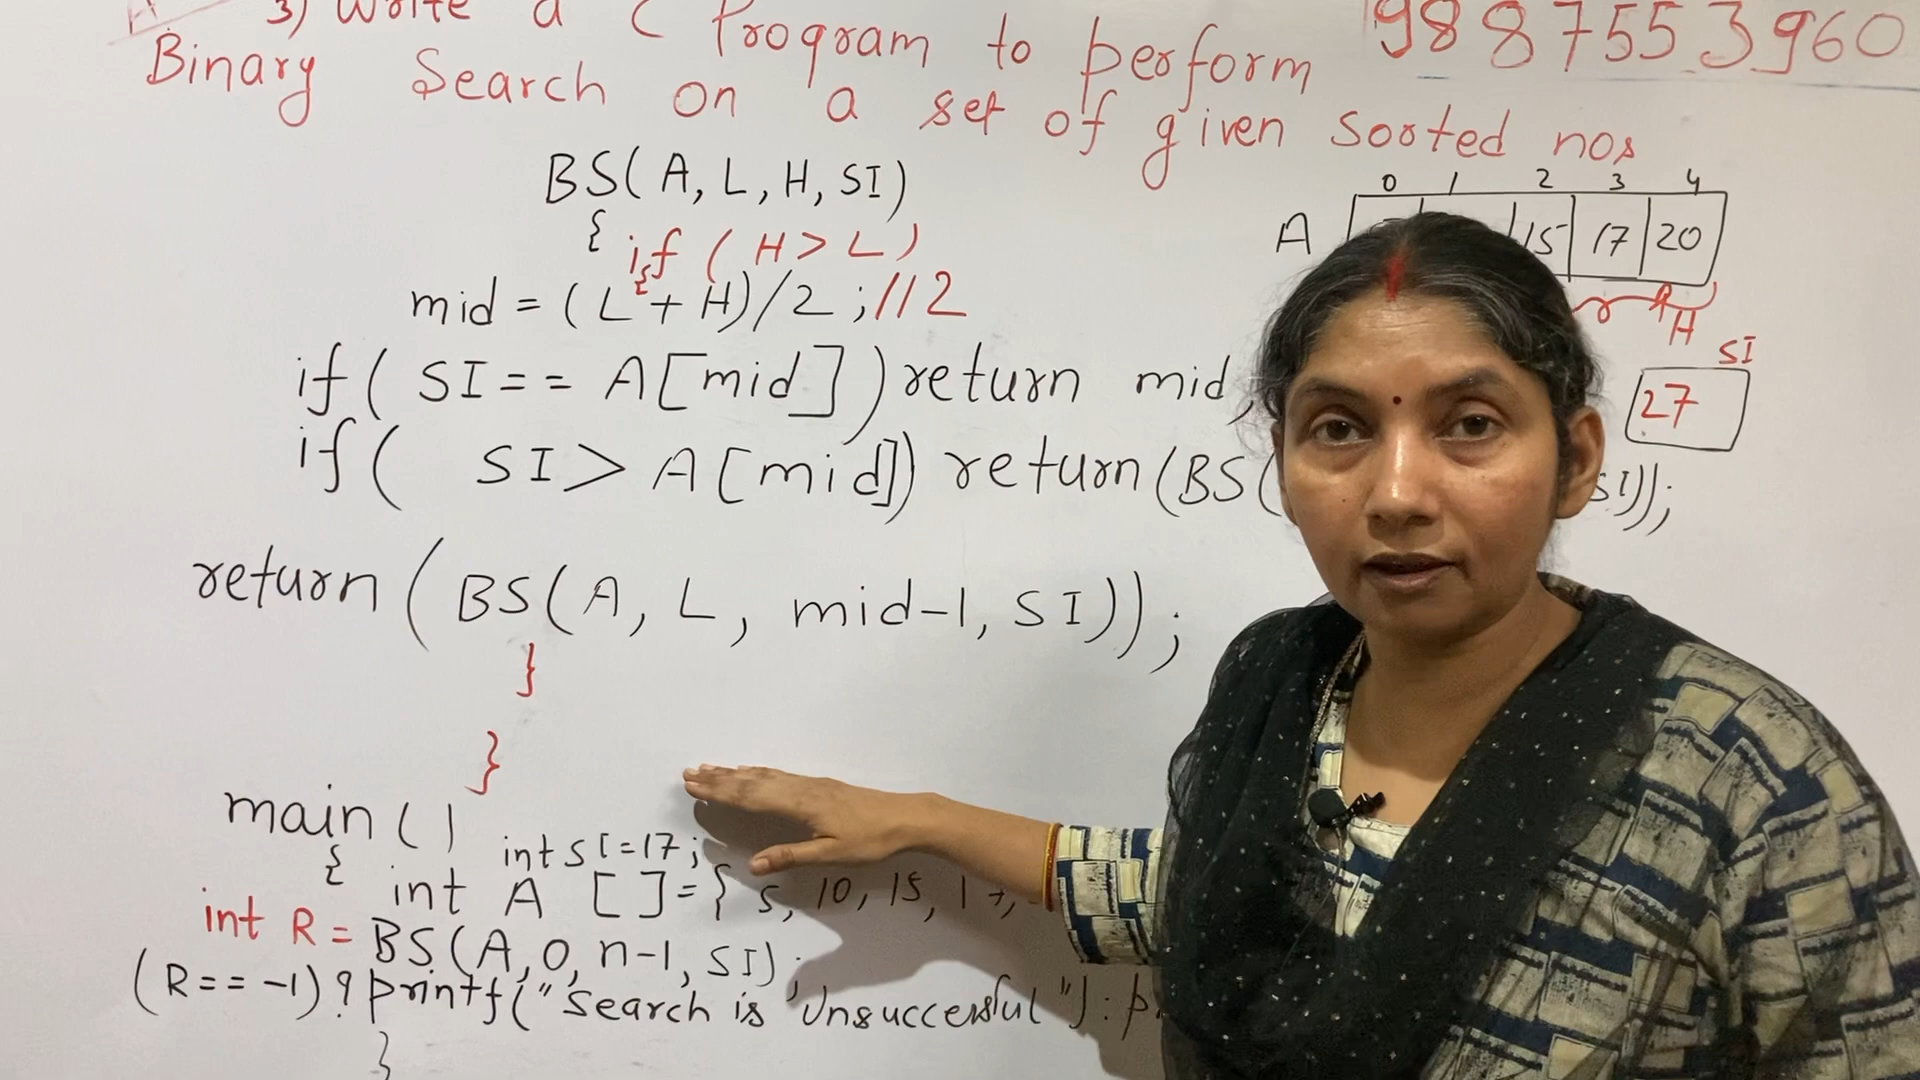 3) Write a C Program to perform
9887553960
Binary Search on a set of given sorted nos
BS(A, L, H, SI)
{ if ( H > L )
{
mid = (L + H)/2 ; //2
if( SI == A[mid] ) return mid,
if( SI > A[mid]) return (BS( SI));
return ( BS(A, L, mid-1, SI));
}
}
0 1 2 3 4
A 15 17 20
H
SI
27
main ( )
{ int SI=17;
int A [ ]={ 5, 10, 15, 17,
int R = BS(A, 0, n-1, SI);
(R== -1) ? printf("Search is Unsuccessful") : p
}